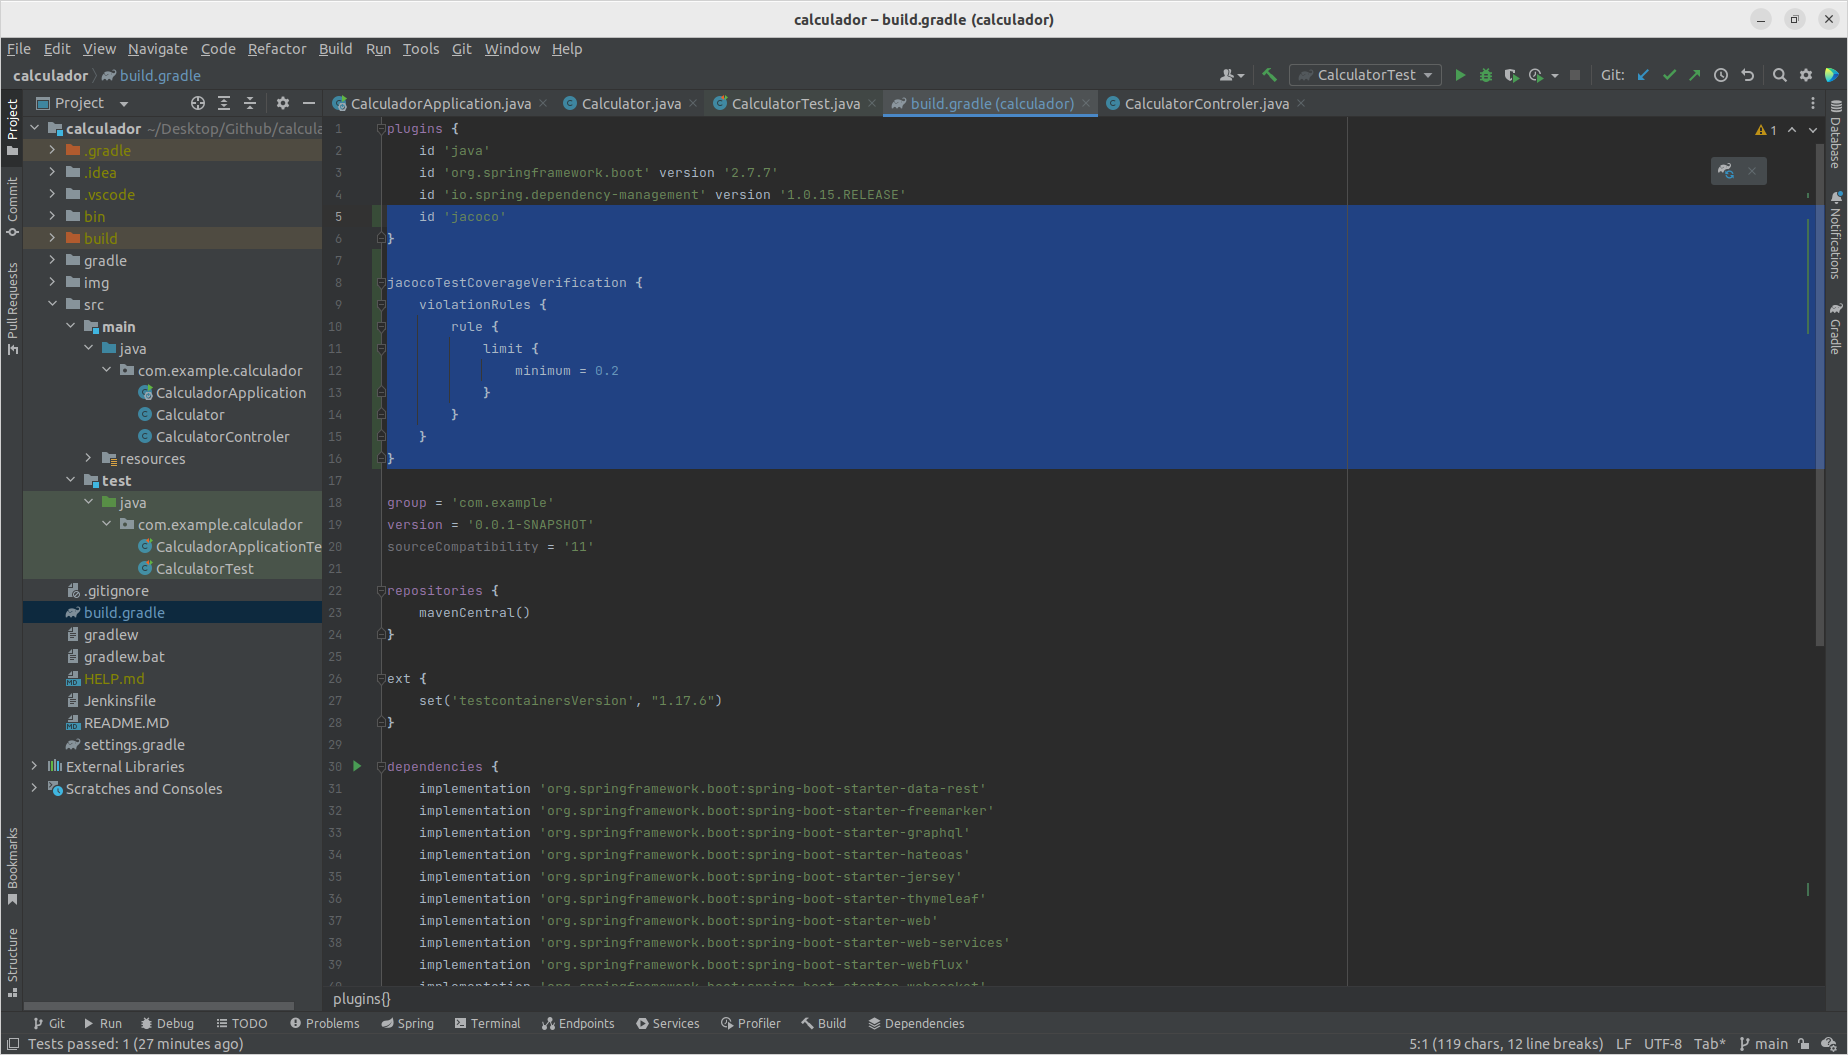 calculador – build.gradle (calculador)
File Edit View Navigate Code Refactor Build Run Tools Git Window Help
calculador build.gradle
CalculatorTest
Git:
Project
CalculadorApplication.java
Calculator.java
CalculatorTest.java
build.gradle (calculador)
CalculatorControler.java
Project
Commit
Pull Requests
Bookmarks
Structure
calculador ~/Desktop/Github/calcula
.gradle
.idea
.vscode
bin
build
gradle
img
src
main
java
com.example.calculador
CalculadorApplication
Calculator
CalculatorControler
resources
test
java
com.example.calculador
CalculadorApplicationTe
CalculatorTest
.gitignore
build.gradle
gradlew
gradlew.bat
HELP.md
Jenkinsfile
README.MD
settings.gradle
External Libraries
Scratches and Consoles
1 plugins {
2 id 'java'
3 id 'org.springframework.boot' version '2.7.7'
4 id 'io.spring.dependency-management' version '1.0.15.RELEASE'
5 id 'jacoco'
6 }
7
8 jacocoTestCoverageVerification {
9 violationRules {
10 rule {
11 limit {
12 minimum = 0.2
13 }
14 }
15 }
16 }
17
18 group = 'com.example'
19 version = '0.0.1-SNAPSHOT'
20 sourceCompatibility = '11'
21
22 repositories {
23 mavenCentral()
24 }
25
26 ext {
27 set('testcontainersVersion', "1.17.6")
28 }
29
30 dependencies {
31 implementation 'org.springframework.boot:spring-boot-starter-data-rest'
32 implementation 'org.springframework.boot:spring-boot-starter-freemarker'
33 implementation 'org.springframework.boot:spring-boot-starter-graphql'
34 implementation 'org.springframework.boot:spring-boot-starter-hateoas'
35 implementation 'org.springframework.boot:spring-boot-starter-jersey'
36 implementation 'org.springframework.boot:spring-boot-starter-thymeleaf'
37 implementation 'org.springframework.boot:spring-boot-starter-web'
38 implementation 'org.springframework.boot:spring-boot-starter-web-services'
39 implementation 'org.springframework.boot:spring-boot-starter-webflux'
1
Database
Notifications
Gradle
plugins{}
Git Run Debug TODO Problems Spring Terminal Endpoints Services Profiler Build Dependencies
Tests passed: 1 (27 minutes ago)
5:1 (119 chars, 12 line breaks) LF UTF-8 Tab* main